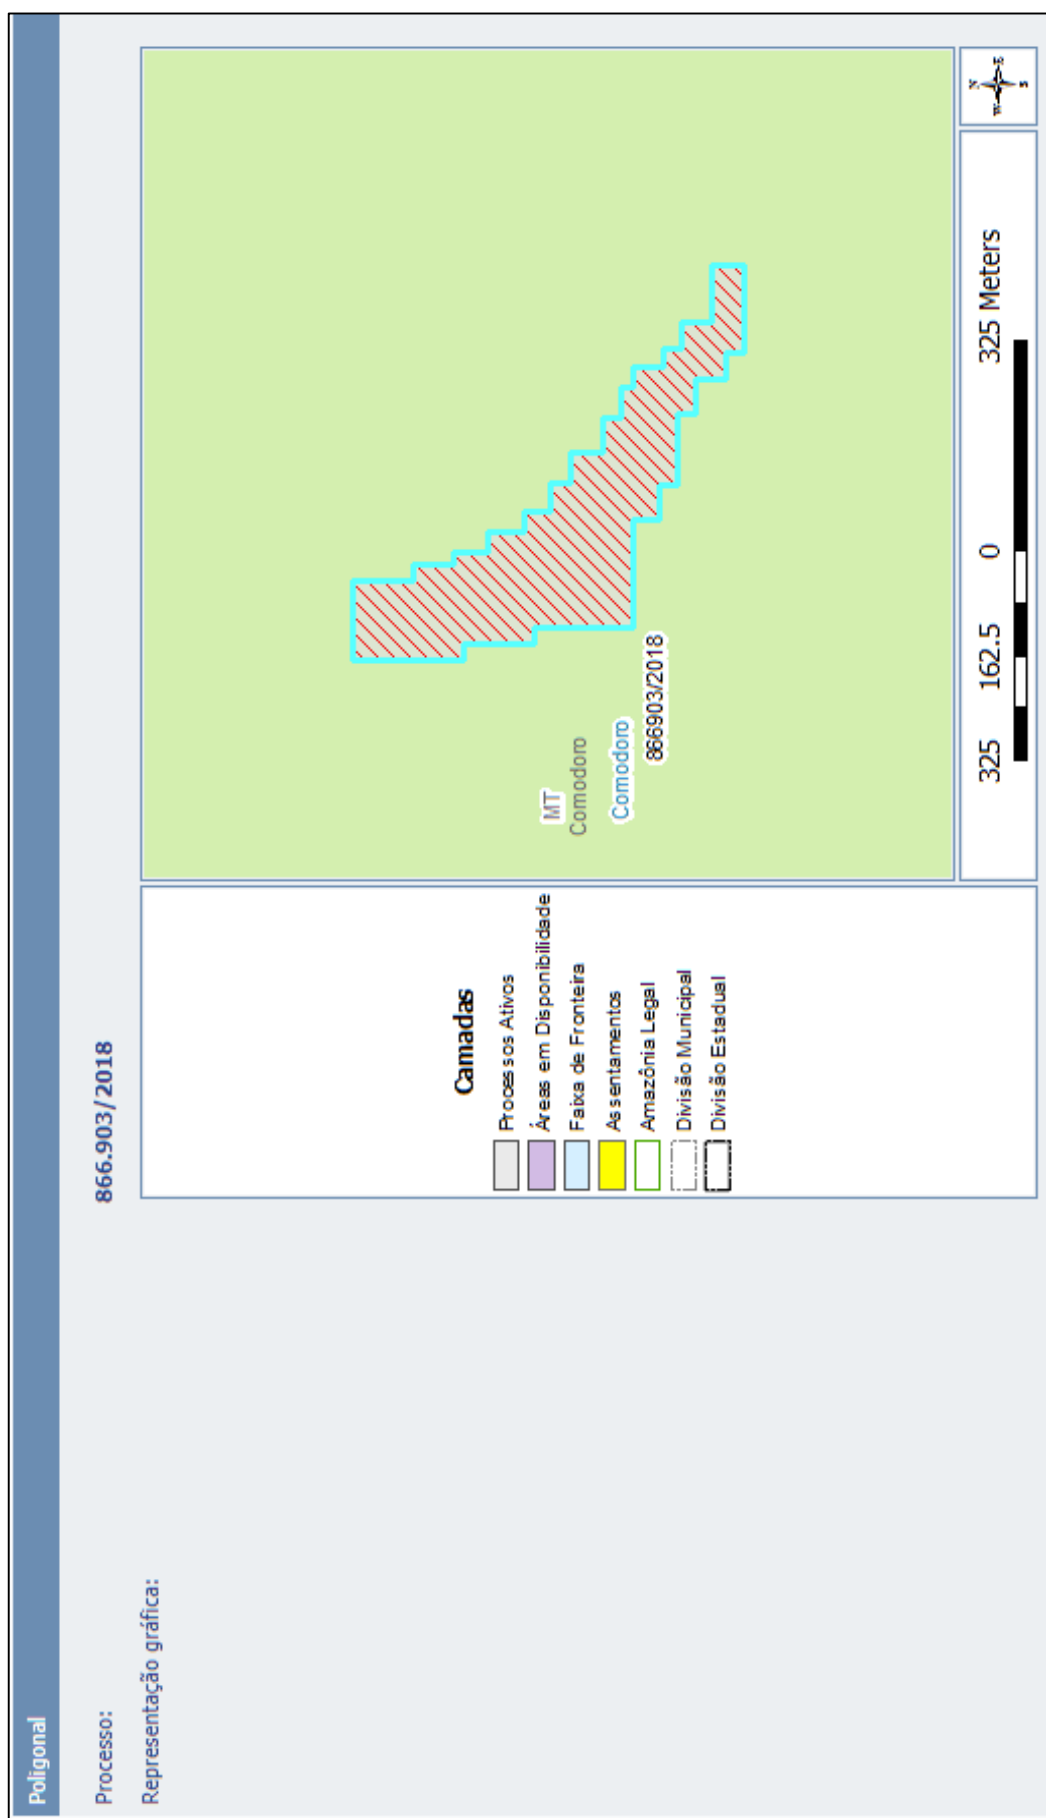 Poligonal
Processo:
866.903/2018
Representação gráfica:
Camadas
Processos Ativos
Áreas em Disponibilidade
Faixa de Fronteira
Assentamentos
Amazônia Legal
Divisão Municipal
Divisão Estadual
MT
Comodoro
Comodoro
866903/2018
325 162.5 0 325 Meters
N
W E
S